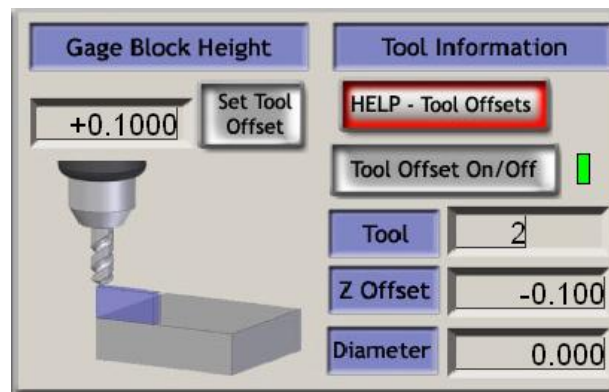 Gage Block Height
+0.1000
Set Tool
Offset
Tool Information
HELP - Tool Offsets
Tool Offset On/Off
Tool
2
Z Offset
-0.100
Diameter
0.000